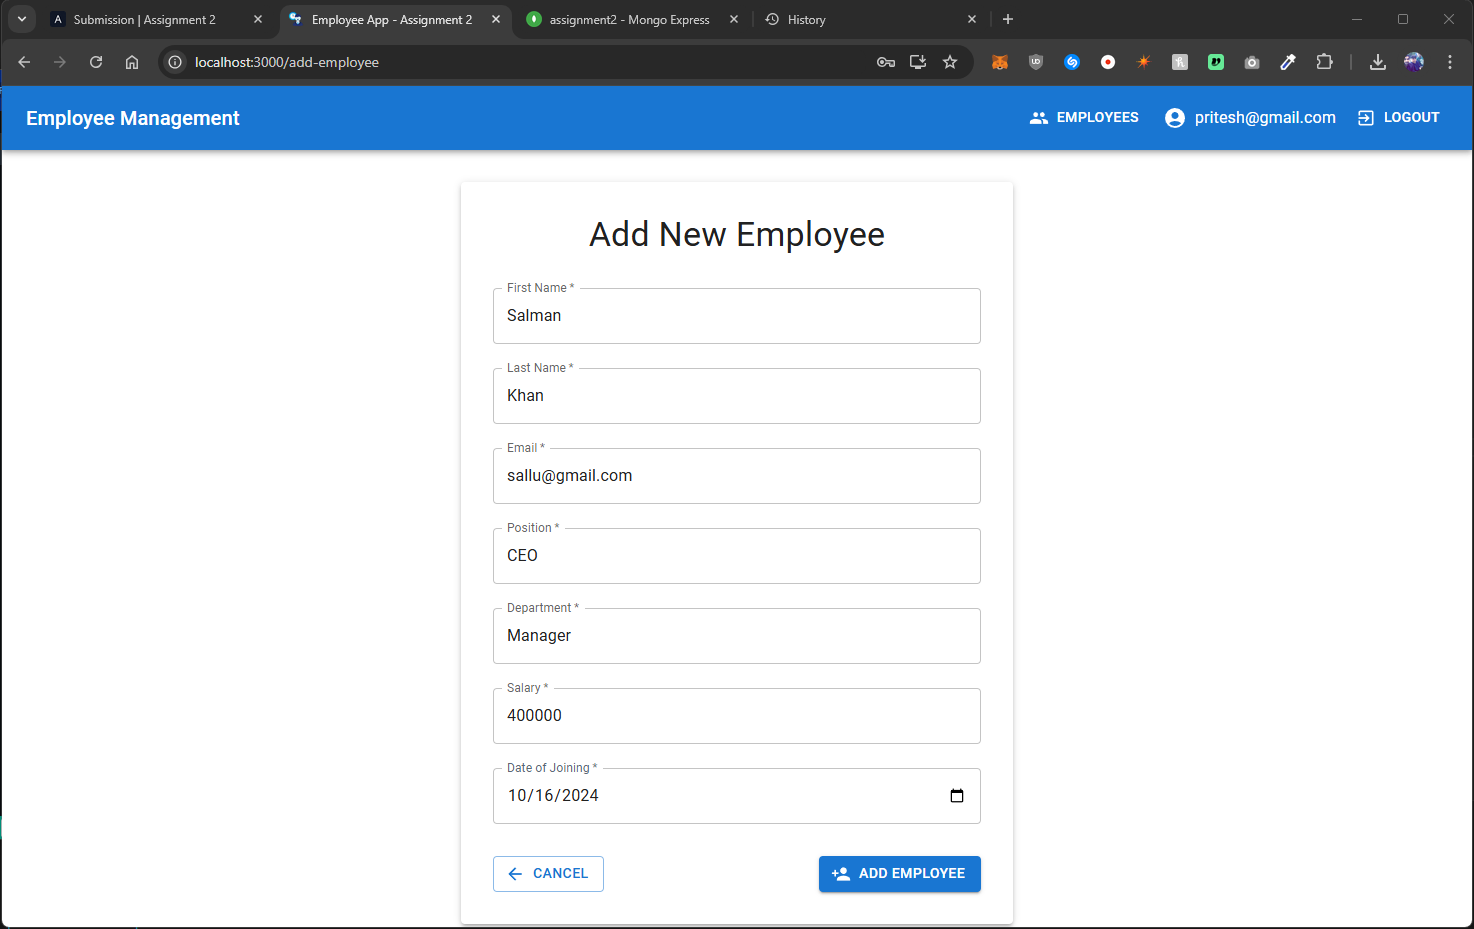 Submission | Assignment 2
Employee App - Assignment 2
assignment2 - Mongo Express
History
localhost:3000/add-employee
Employee Management
EMPLOYEES
pritesh@gmail.com
LOGOUT
Add New Employee
First Name *
Salman
Last Name *
Khan
Email *
sallu@gmail.com
Position *
CEO
Department *
Manager
Salary *
400000
Date of Joining *
10/16/2024
CANCEL
ADD EMPLOYEE